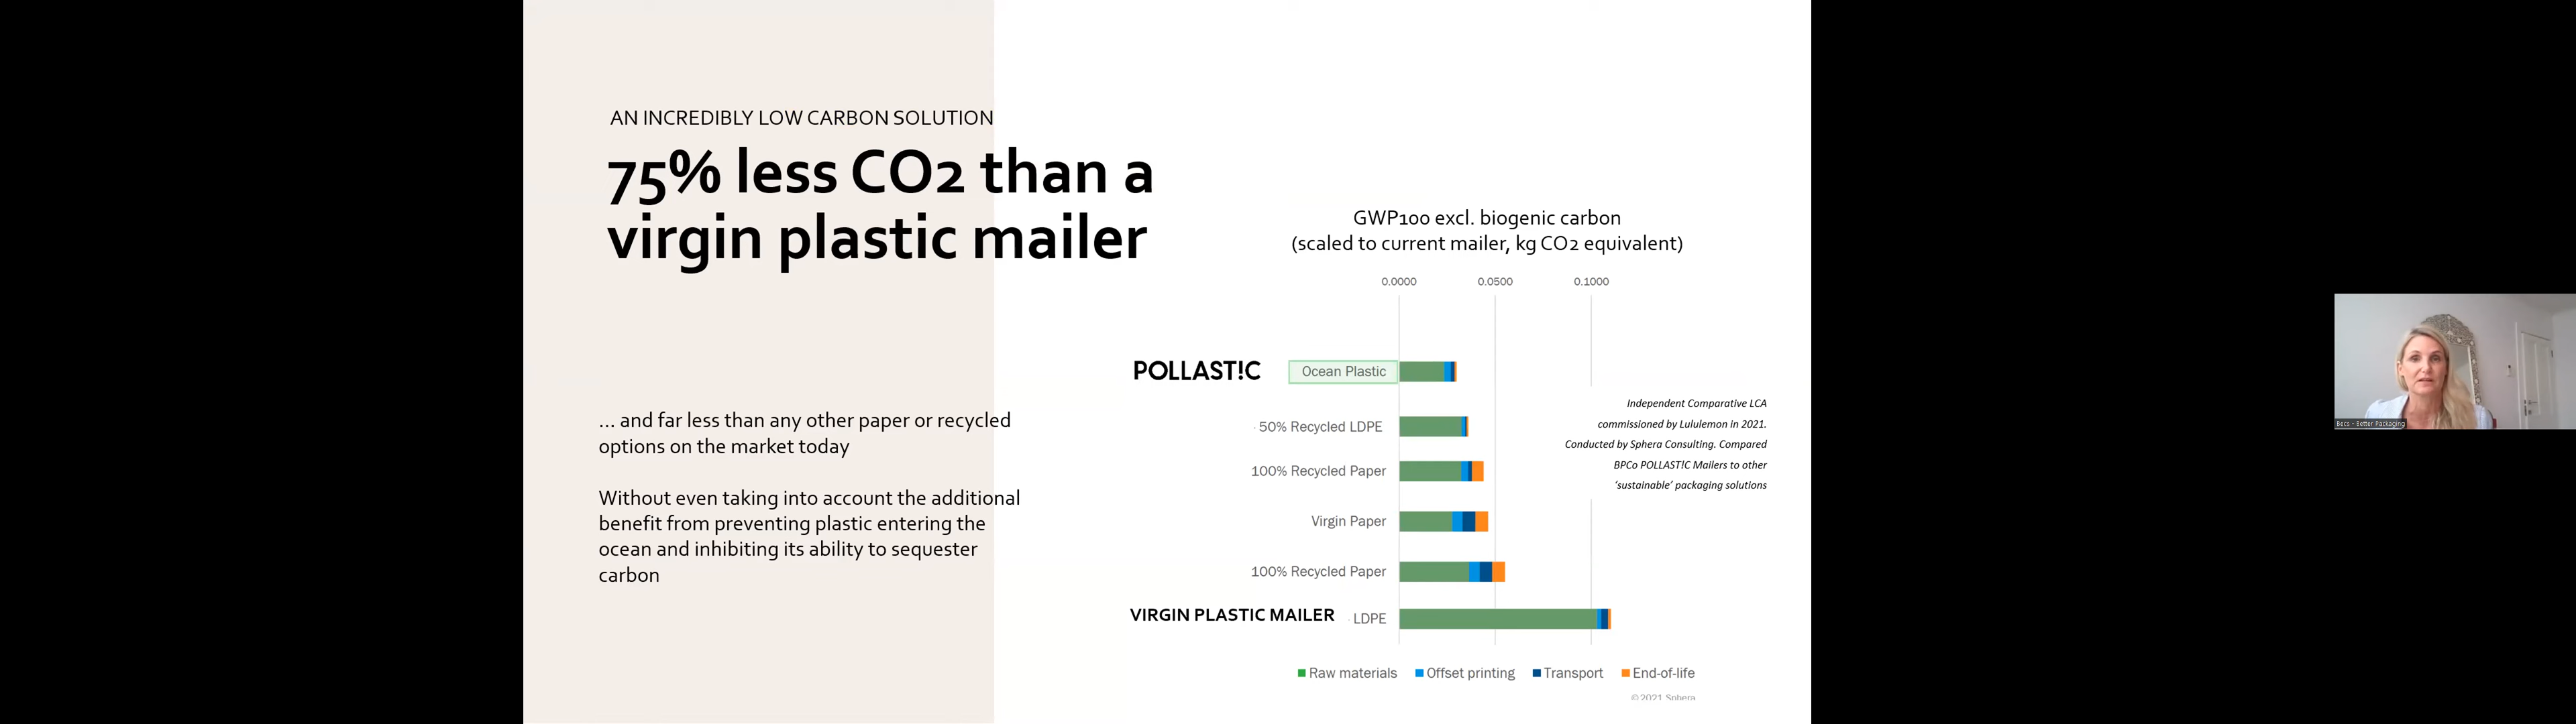 AN INCREDIBLY LOW CARBON SOLUTION
75% less CO2 than a
virgin plastic mailer
... and far less than any other paper or recycled
options on the market today
Without even taking into account the additional
benefit from preventing plastic entering the
ocean and inhibiting its ability to sequester
carbon
GWP100 excl. biogenic carbon
(scaled to current mailer, kg CO2 equivalent)
0.0000 0.0500 0.1000
POLLAST!C Ocean Plastic
50% Recycled LDPE
100% Recycled Paper
Virgin Paper
100% Recycled Paper
VIRGIN PLASTIC MAILER LDPE
Independent Comparative LCA
commissioned by Lululemon in 2021.
Conducted by Sphera Consulting. Compared
BPCo POLLAST!C Mailers to other
‘sustainable’ packaging solutions
Raw materials Offset printing Transport End-of-life
© 2021 Sphera
Becs - Better Packaging